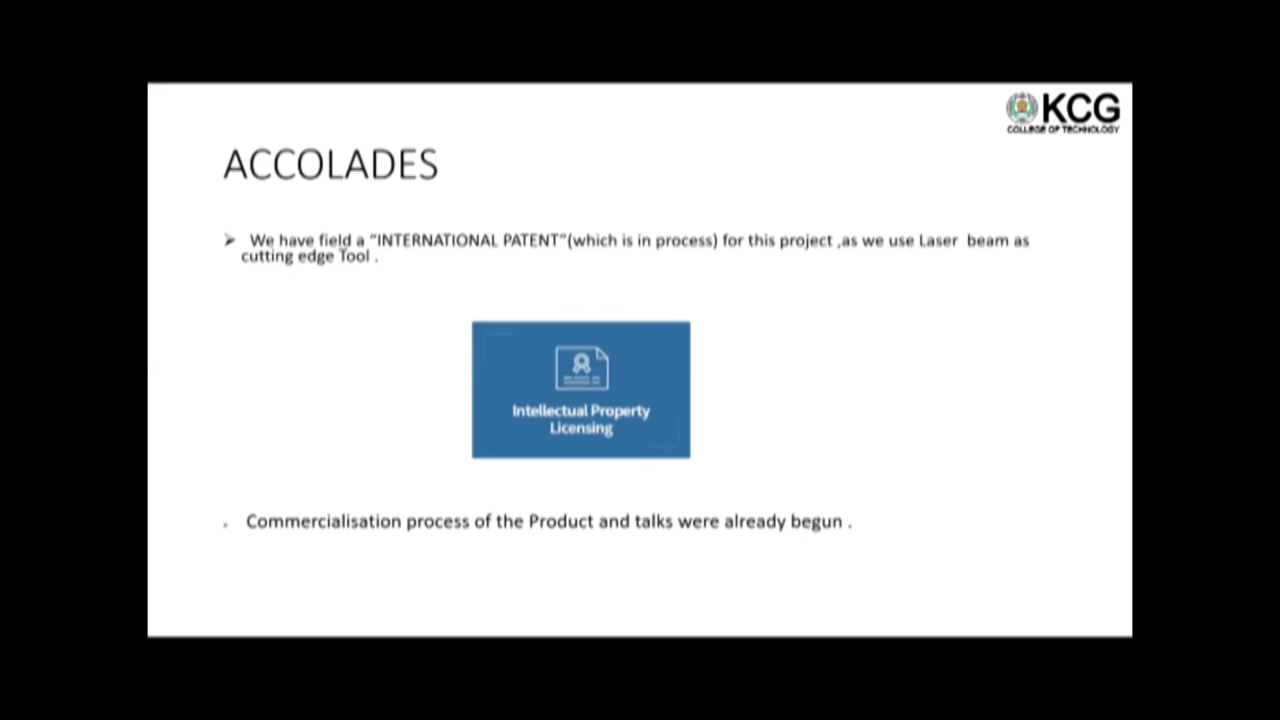 KCG
COLLEGE OF TECHNOLOGY
ACCOLADES
➢ We have field a “INTERNATIONAL PATENT”(which is in process) for this project ,as we use Laser beam as
cutting edge Tool .
Intellectual Property
Licensing
Commercialisation process of the Product and talks were already begun .